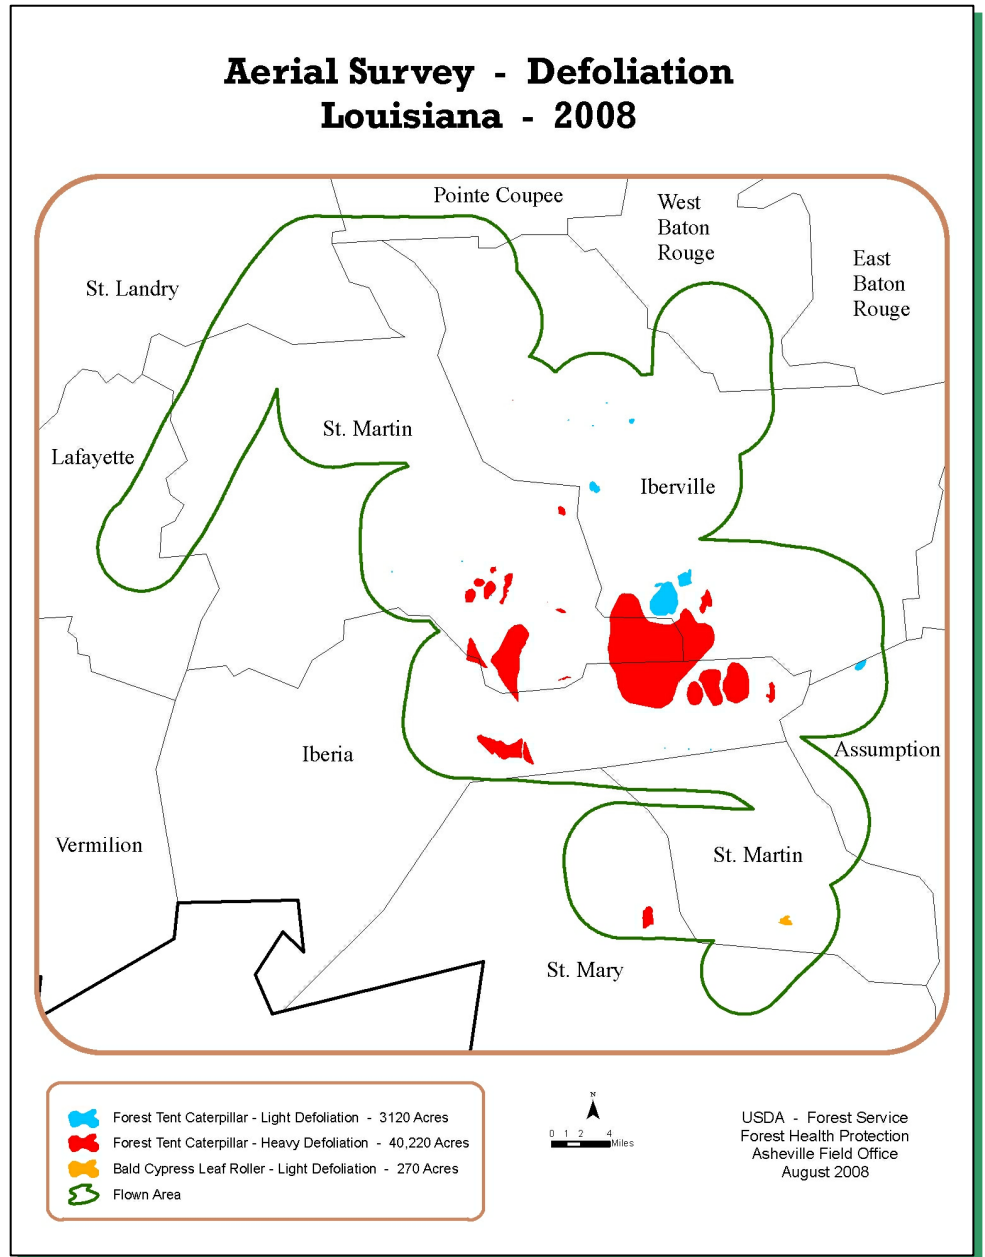 Aerial Survey - Defoliation
Louisiana - 2008
Pointe Coupee
West
Baton
Rouge
East
Baton
Rouge
St. Landry
St. Martin
Lafayette
Iberville
Iberia
Assumption
Vermilion
St. Martin
St. Mary
Forest Tent Caterpillar - Light Defoliation - 3120 Acres
Forest Tent Caterpillar - Heavy Defoliation - 40,220 Acres
Bald Cypress Leaf Roller - Light Defoliation - 270 Acres
Flown Area
N
0 1 2 4
Miles
USDA - Forest Service
Forest Health Protection
Asheville Field Office
August 2008